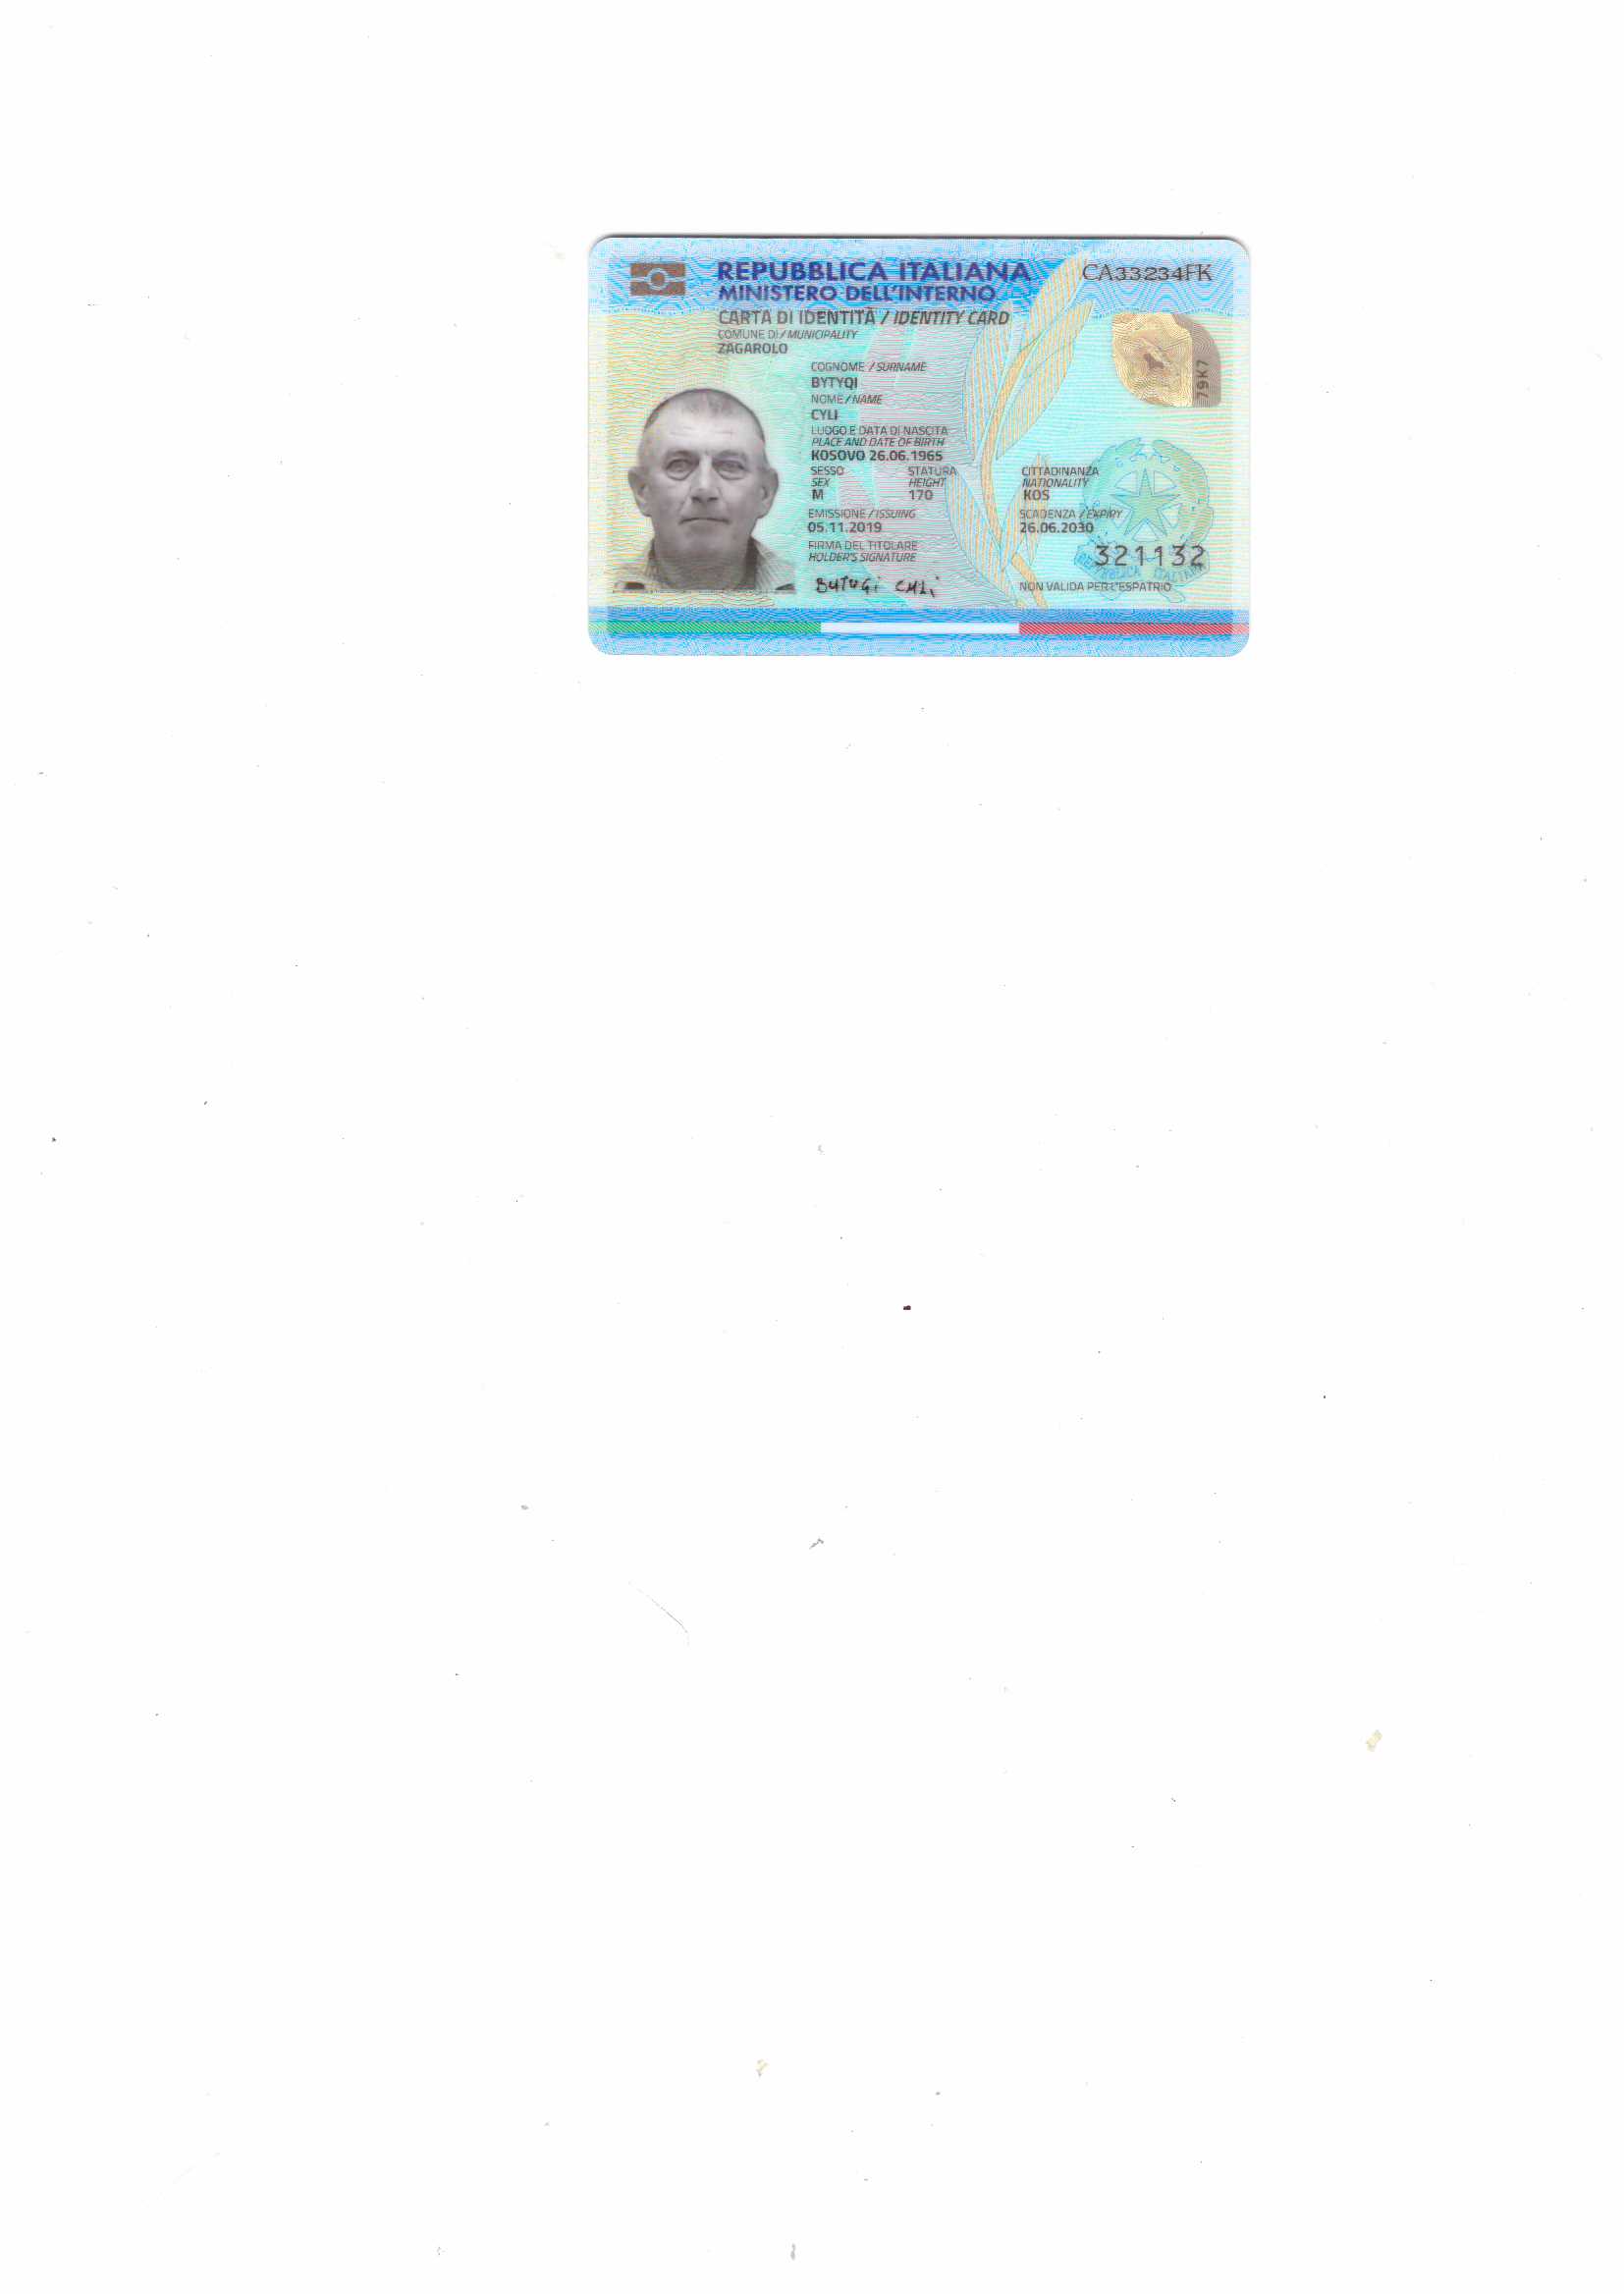 REPUBBLICA ITALIANA
CA33234FK
MINISTERO DELL'INTERNO
CARTA DI IDENTITÀ / IDENTITY CARD
COMUNE DI / MUNICIPALITY
ZAGAROLO
COGNOME / SURNAME
BYTYQI
79K7
NOME / NAME
CYLI
LUOGO E DATA DI NASCITA
PLACE AND DATE OF BIRTH
KOSOVO 26.06.1965
SESSO STATURA CITTADINANZA
SEX HEIGHT NATIONALITY
M 170 KOS
EMISSIONE / ISSUING SCADENZA / EXPIRY
05.11.2019 26.06.2030
FIRMA DEL TITOLARE
HOLDER'S SIGNATURE
321132
REPUBBLICA ITALIANA
NON VALIDA PER L'ESPATRIO